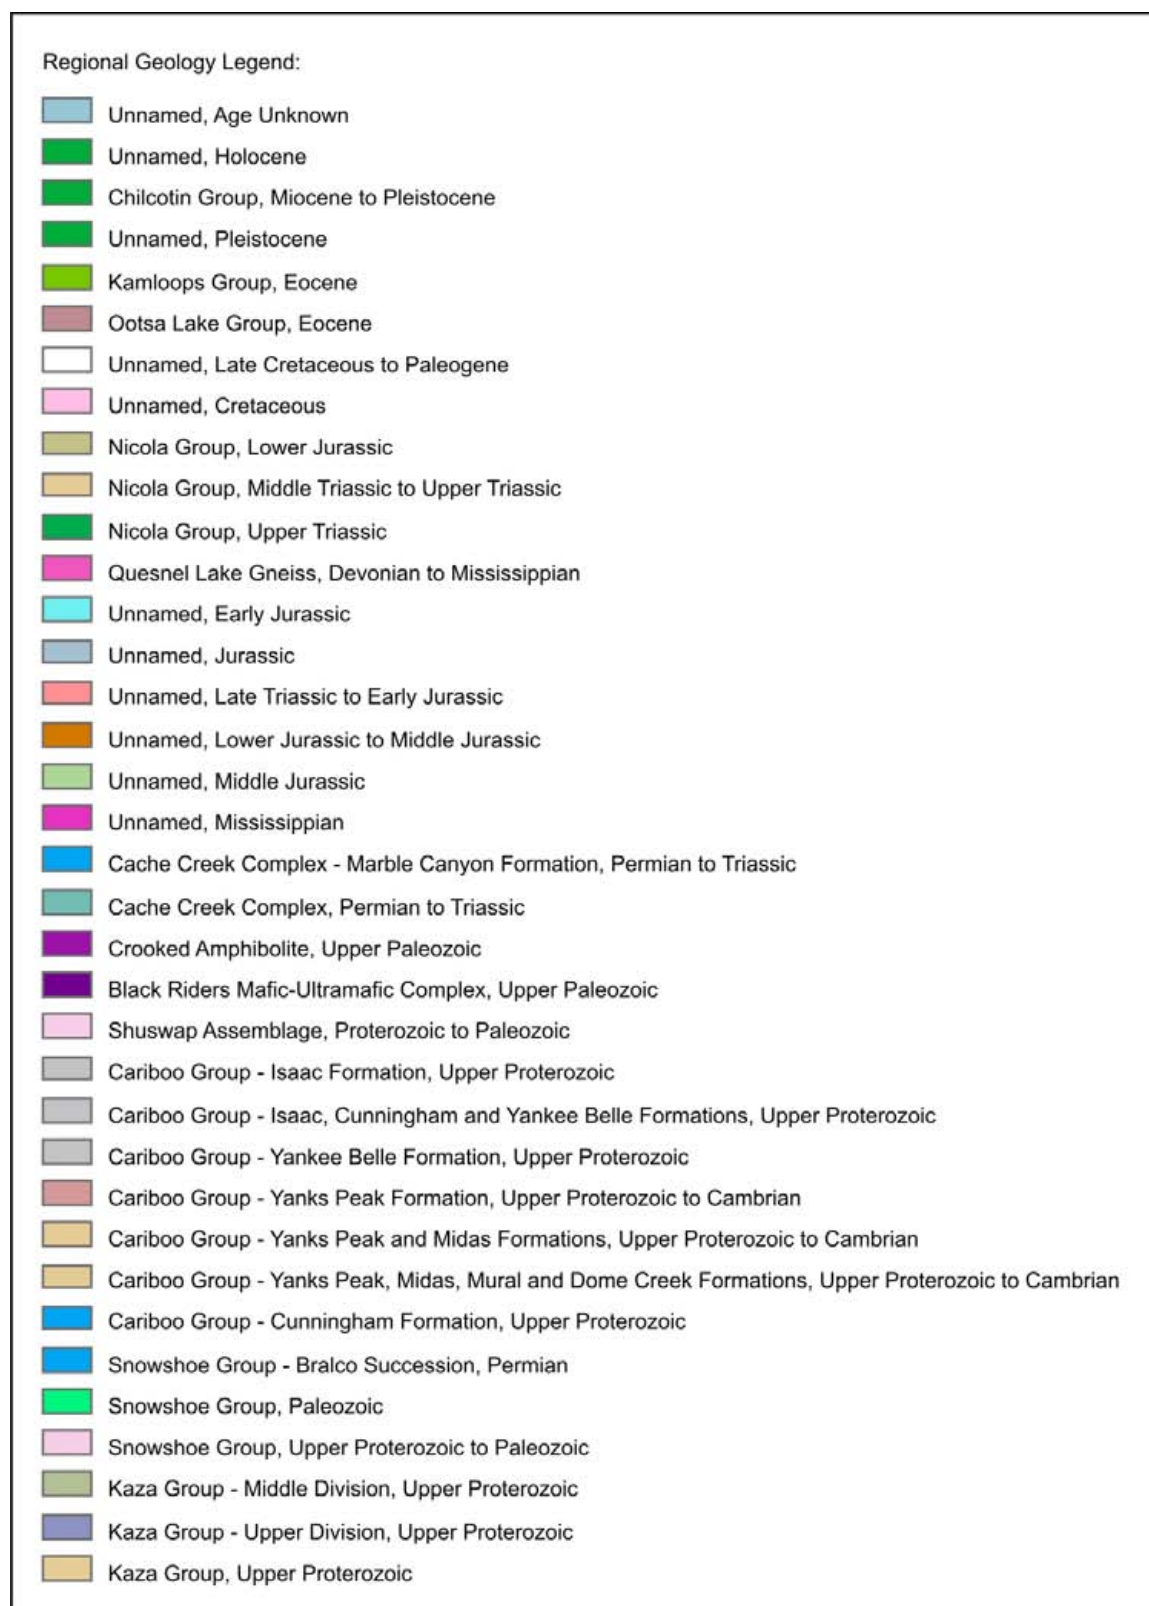 Regional Geology Legend:
Unnamed, Age Unknown
Unnamed, Holocene
Chilcotin Group, Miocene to Pleistocene
Unnamed, Pleistocene
Kamloops Group, Eocene
Ootsa Lake Group, Eocene
Unnamed, Late Cretaceous to Paleogene
Unnamed, Cretaceous
Nicola Group, Lower Jurassic
Nicola Group, Middle Triassic to Upper Triassic
Nicola Group, Upper Triassic
Quesnel Lake Gneiss, Devonian to Mississippian
Unnamed, Early Jurassic
Unnamed, Jurassic
Unnamed, Late Triassic to Early Jurassic
Unnamed, Lower Jurassic to Middle Jurassic
Unnamed, Middle Jurassic
Unnamed, Mississippian
Cache Creek Complex - Marble Canyon Formation, Permian to Triassic
Cache Creek Complex, Permian to Triassic
Crooked Amphibolite, Upper Paleozoic
Black Riders Mafic-Ultramafic Complex, Upper Paleozoic
Shuswap Assemblage, Proterozoic to Paleozoic
Cariboo Group - Isaac Formation, Upper Proterozoic
Cariboo Group - Isaac, Cunningham and Yankee Belle Formations, Upper Proterozoic
Cariboo Group - Yankee Belle Formation, Upper Proterozoic
Cariboo Group - Yanks Peak Formation, Upper Proterozoic to Cambrian
Cariboo Group - Yanks Peak and Midas Formations, Upper Proterozoic to Cambrian
Cariboo Group - Yanks Peak, Midas, Mural and Dome Creek Formations, Upper Proterozoic to Cambrian
Cariboo Group - Cunningham Formation, Upper Proterozoic
Snowshoe Group - Bralco Succession, Permian
Snowshoe Group, Paleozoic
Snowshoe Group, Upper Proterozoic to Paleozoic
Kaza Group - Middle Division, Upper Proterozoic
Kaza Group - Upper Division, Upper Proterozoic
Kaza Group, Upper Proterozoic